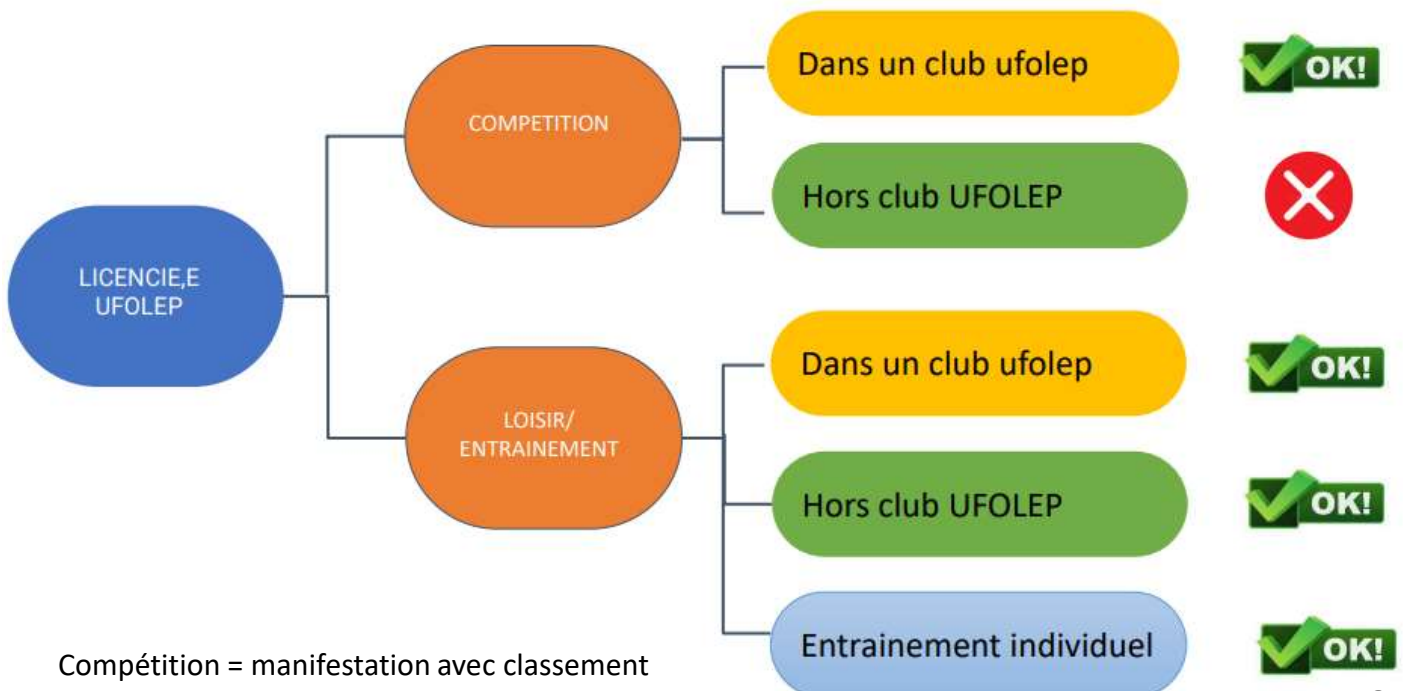 Dans un club ufolep
OK!
COMPETITION
Hors club UFOLEP
LICENCIE,E
UFOLEP
Dans un club ufolep
OK!
LOISIR/
ENTRAINEMENT
Hors club UFOLEP
OK!
Entrainement individuel
OK!
Compétition = manifestation avec classement